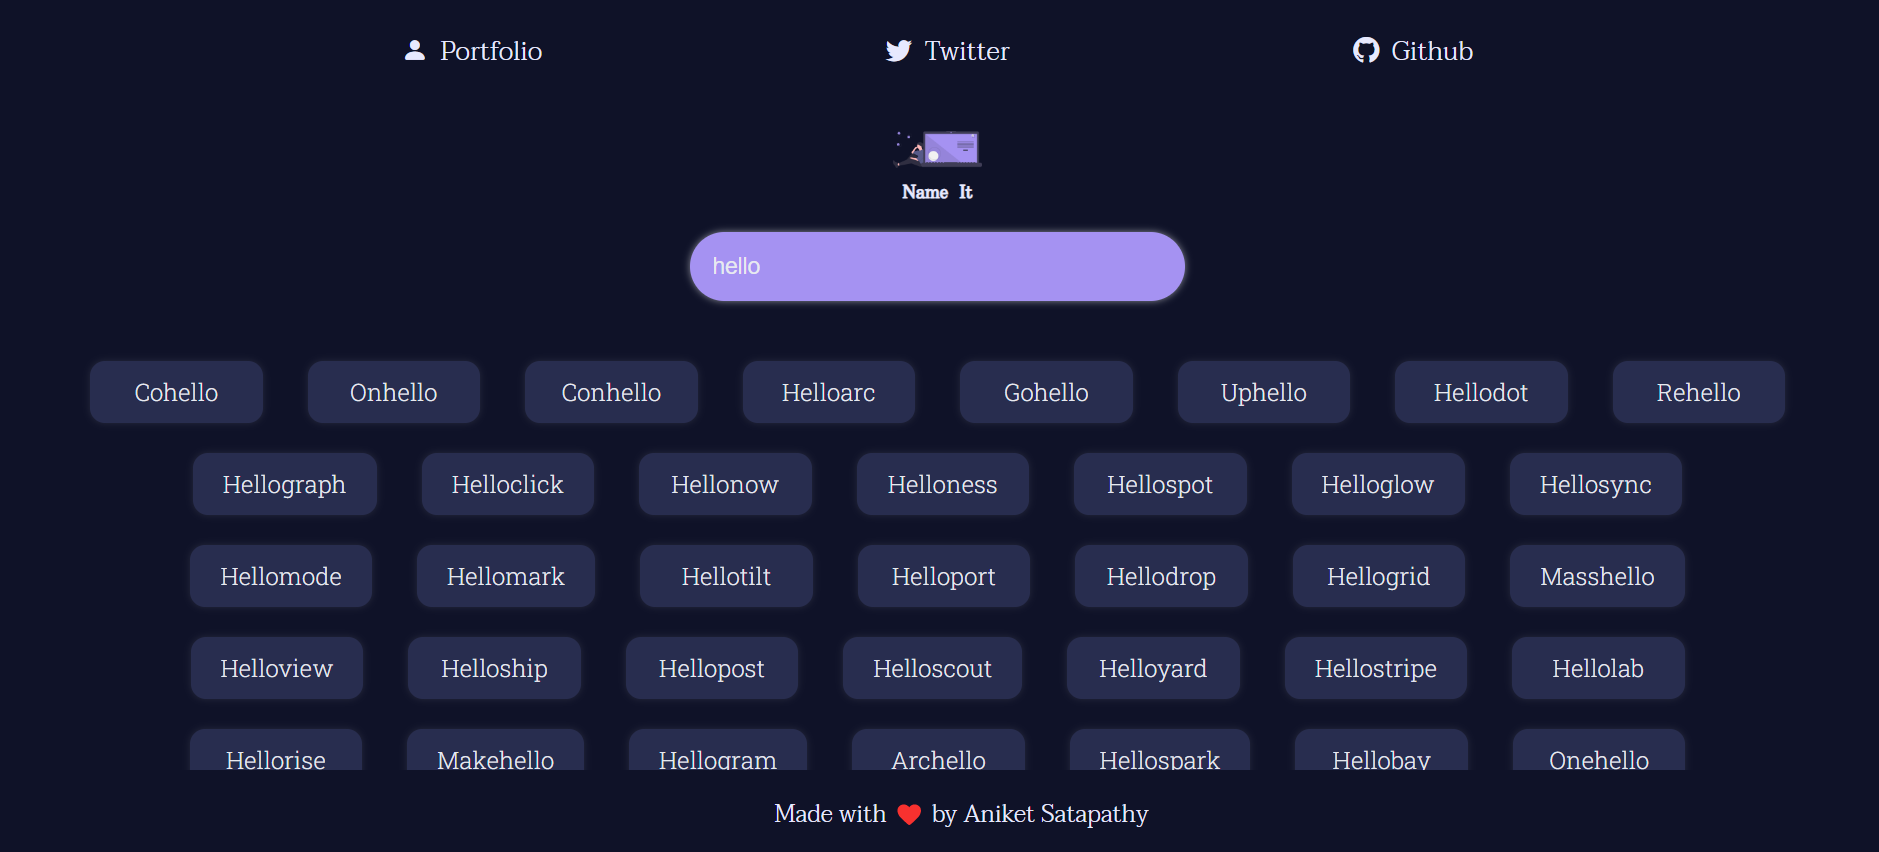 Portfolio Twitter Github
Name It
hello
Cohello Onhello Conhello Helloarc Gohello Uphello Hellodot Rehello
Hellograph Helloclick Hellonow Helloness Hellospot Helloglow Hellosync
Hellomode Hellomark Hellotilt Helloport Hellodrop Hellogrid Masshello
Helloview Helloship Hellopost Helloscout Helloyard Hellostripe Hellolab
Hellorise Makehello Hellogram Archello Hellospark Hellobay Onehello
Made with ❤ by Aniket Satapathy